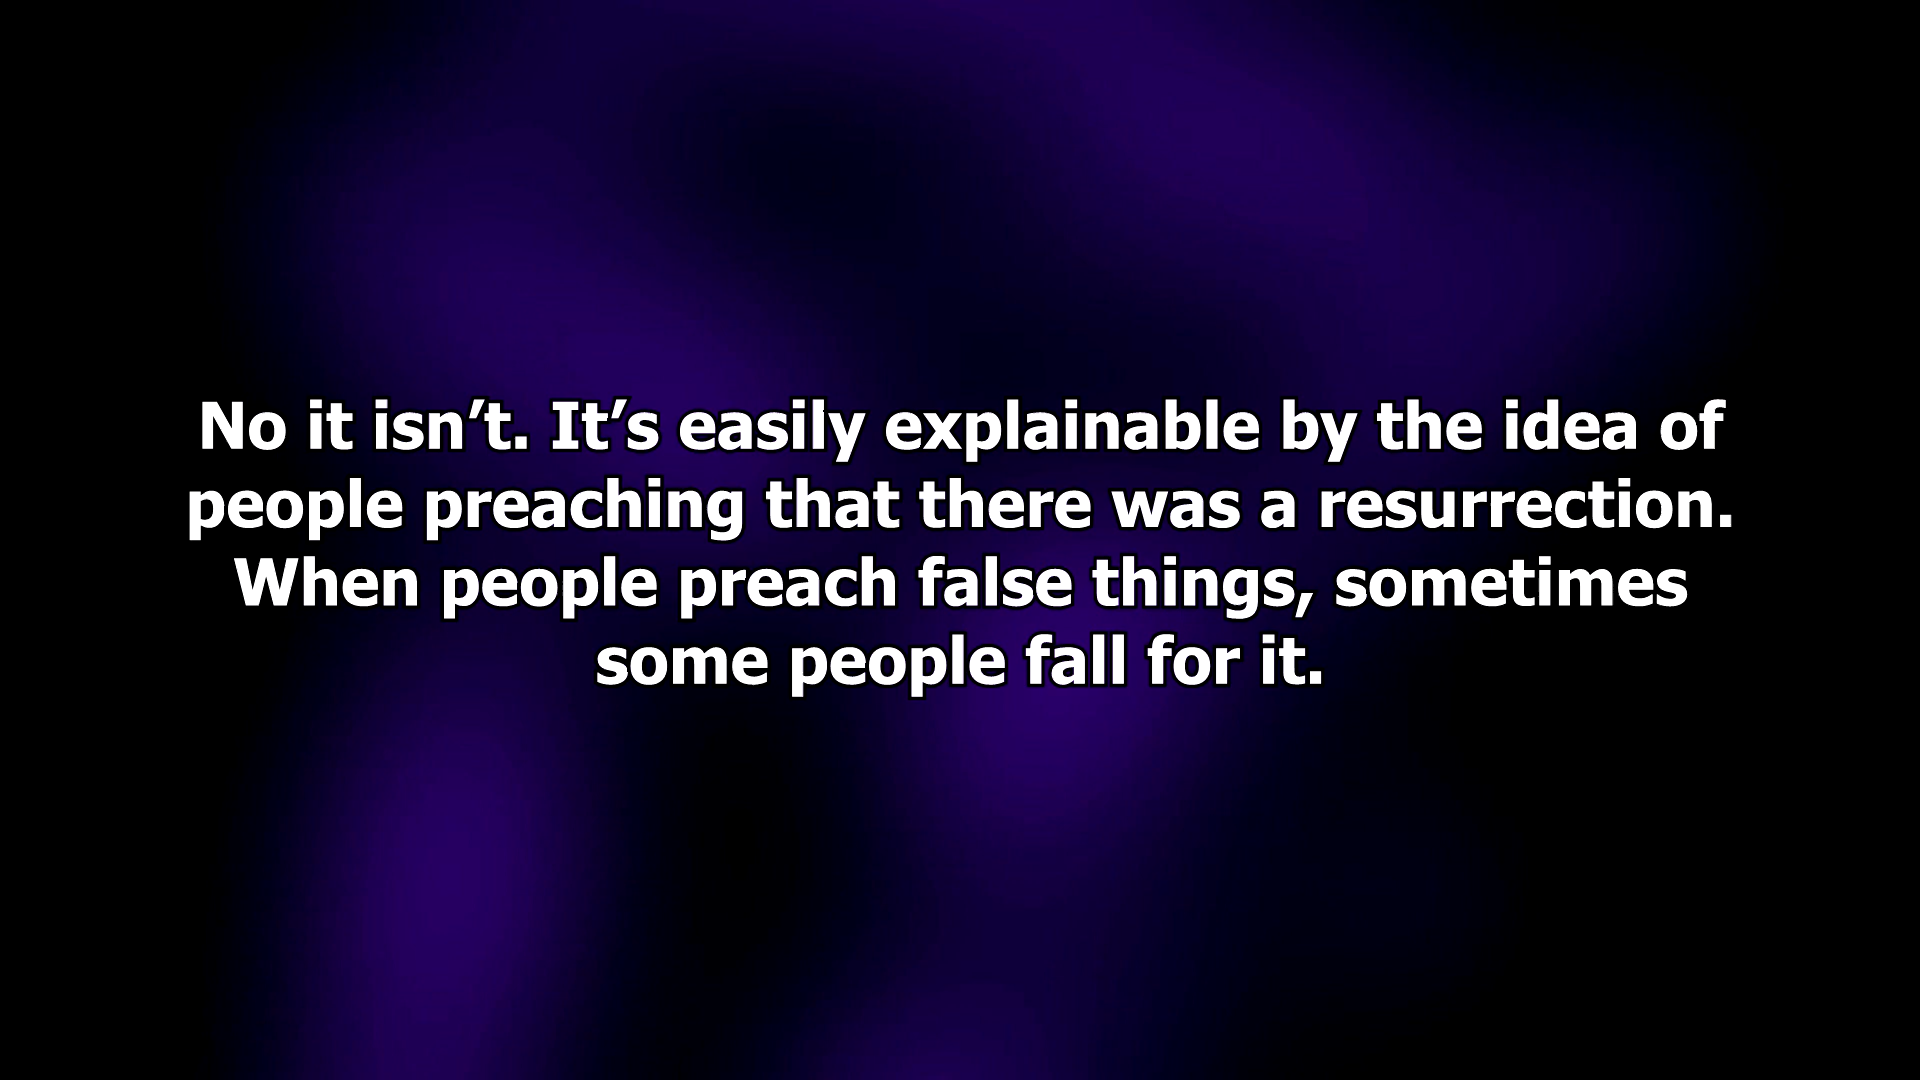 No it isn’t. It’s easily explainable by the idea of
people preaching that there was a resurrection.
When people preach false things, sometimes
some people fall for it.